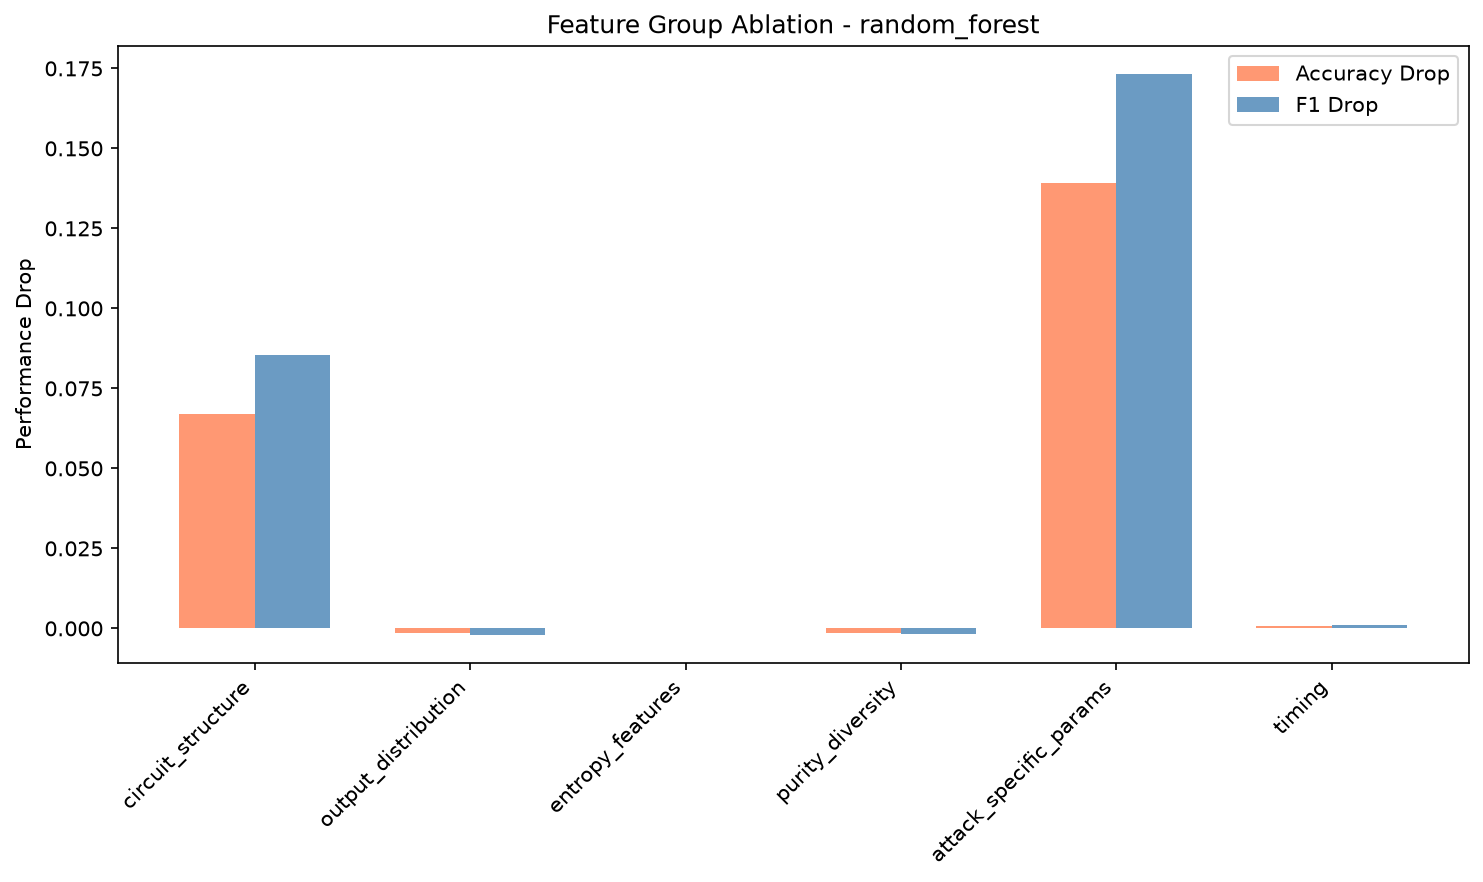 Feature Group Ablation - random_forest
Accuracy Drop
F1 Drop
Performance Drop
0.175
0.150
0.125
0.100
0.075
0.050
0.025
0.000
circuit_structure
output_distribution
entropy_features
purity_diversity
attack_specific_params
timing